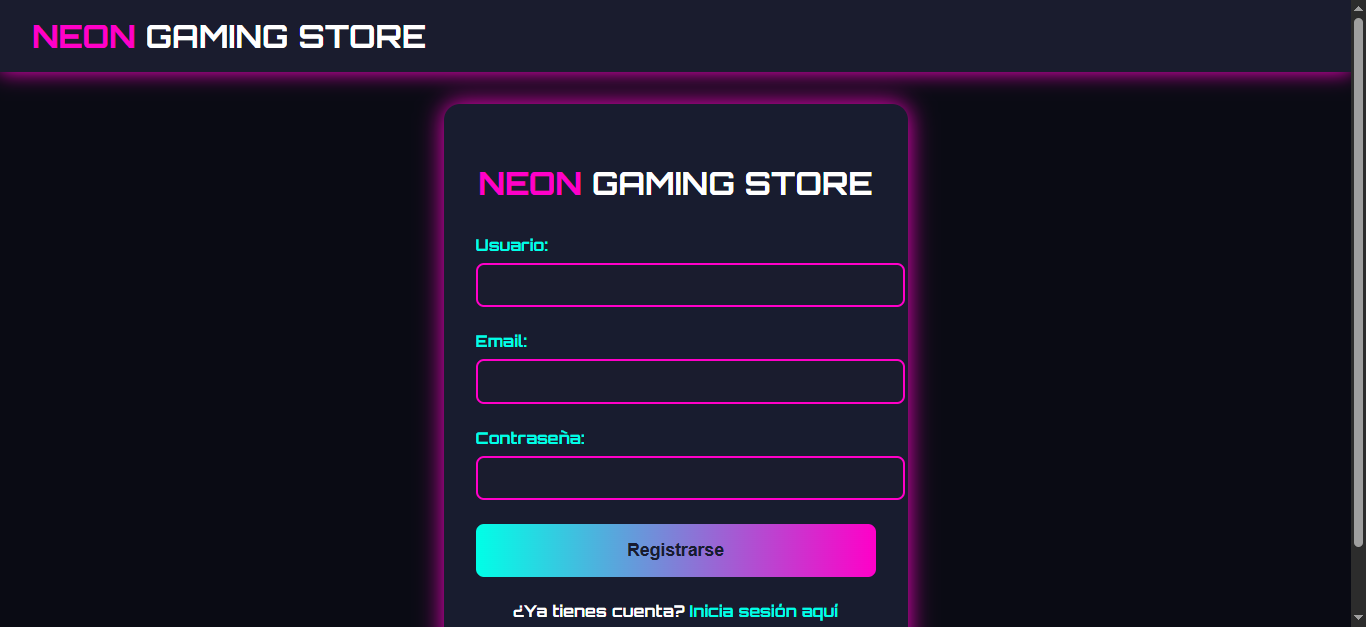 NEON GAMING STORE
NEON GAMING STORE
Usuario:
Email:
Contraseña:
Registrarse
¿Ya tienes cuenta? Inicia sesión aquí